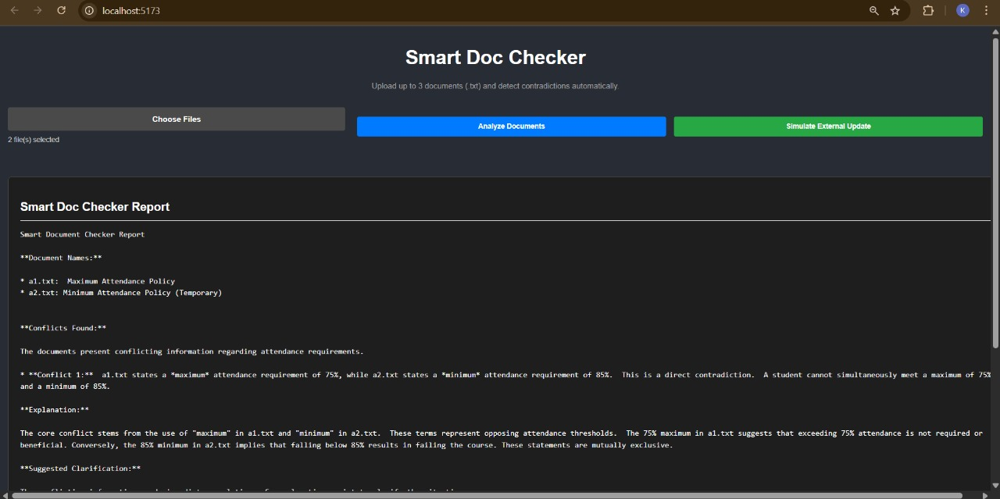 localhost:5173
K
Smart Doc Checker
Upload up to 3 documents (.txt) and detect contradictions automatically.
Choose Files
Analyze Documents
Simulate External Update
2 file(s) selected
Smart Doc Checker Report
Smart Document Checker Report
**Document Names:**
* a1.txt:  Maximum Attendance Policy
* a2.txt: Minimum Attendance Policy (Temporary)
**Conflicts Found:**
The documents present conflicting information regarding attendance requirements.
* **Conflict 1:**  a1.txt states a *maximum* attendance requirement of 75%, while a2.txt states a *minimum* attendance requirement of 85%.  This is a direct contradiction.  A student cannot simultaneously meet a maximum of 75%
and a minimum of 85%.
**Explanation:**
The core conflict stems from the use of "maximum" in a1.txt and "minimum" in a2.txt.  These terms represent opposing attendance thresholds.  The 75% maximum in a1.txt suggests that exceeding 75% attendance is not required or
beneficial. Conversely, the 85% minimum in a2.txt implies that falling below 85% results in failing the course. These statements are mutually exclusive.
**Suggested Clarification:**